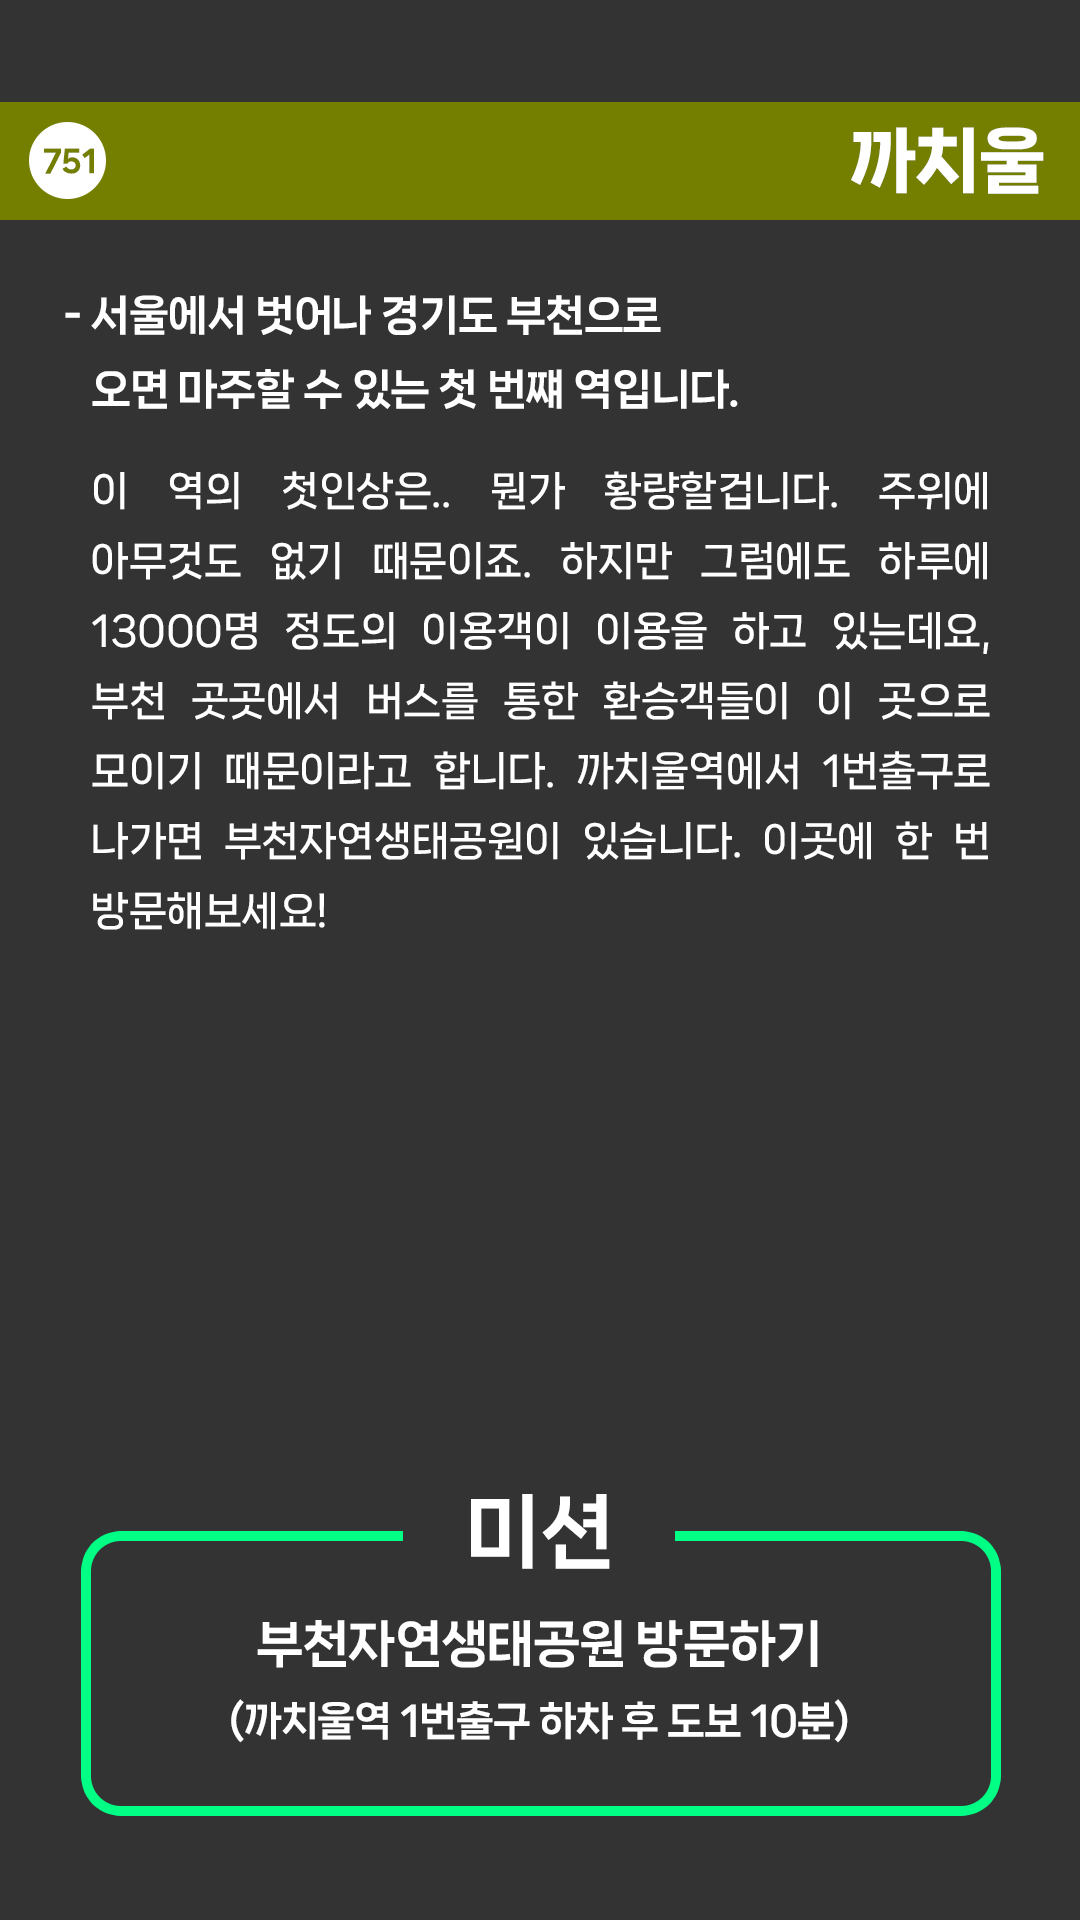 751
까치울
- 서울에서 벗어나 경기도 부천으로
오면 마주할 수 있는 첫 번쨰 역입니다.
이 역의 첫인상은.. 뭔가 황량할겁니다. 주위에
아무것도 없기 때문이죠. 하지만 그럼에도 하루에
13000명 정도의 이용객이 이용을 하고 있는데요,
부천 곳곳에서 버스를 통한 환승객들이 이 곳으로
모이기 때문이라고 합니다. 까치울역에서 1번출구로
나가면 부천자연생태공원이 있습니다. 이곳에 한 번
방문해보세요!
미션
부천자연생태공원 방문하기
(까치울역 1번출구 하차 후 도보 10분)